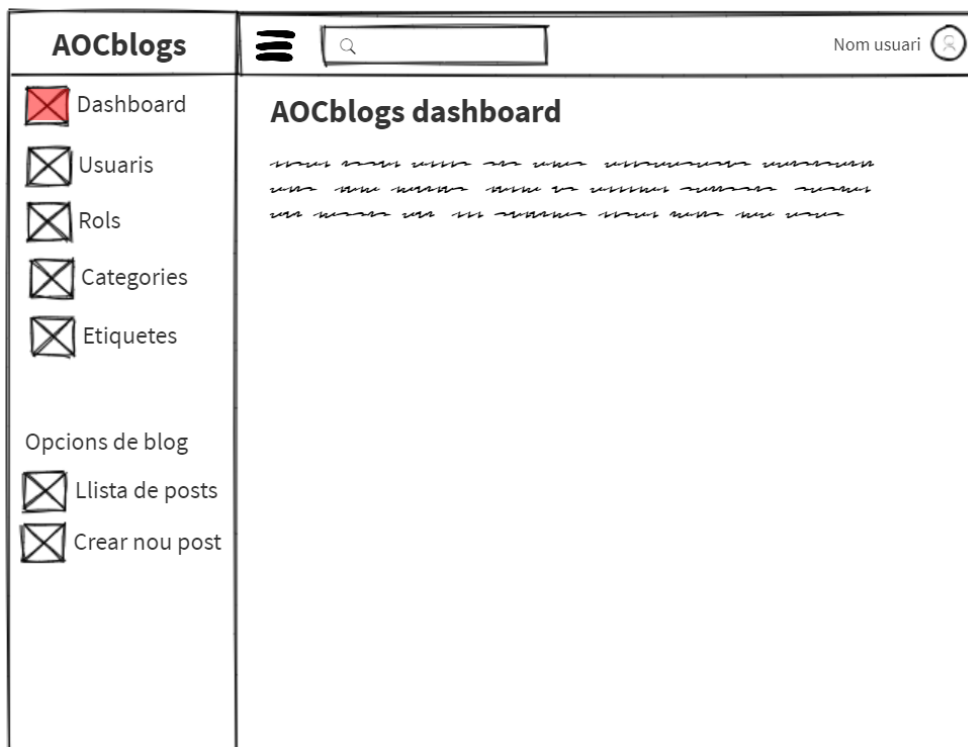 AOCblogs
Nom usuari
Dashboard
Usuaris
Rols
Categories
Etiquetes
Opcions de blog
Llista de posts
Crear nou post
AOCblogs dashboard